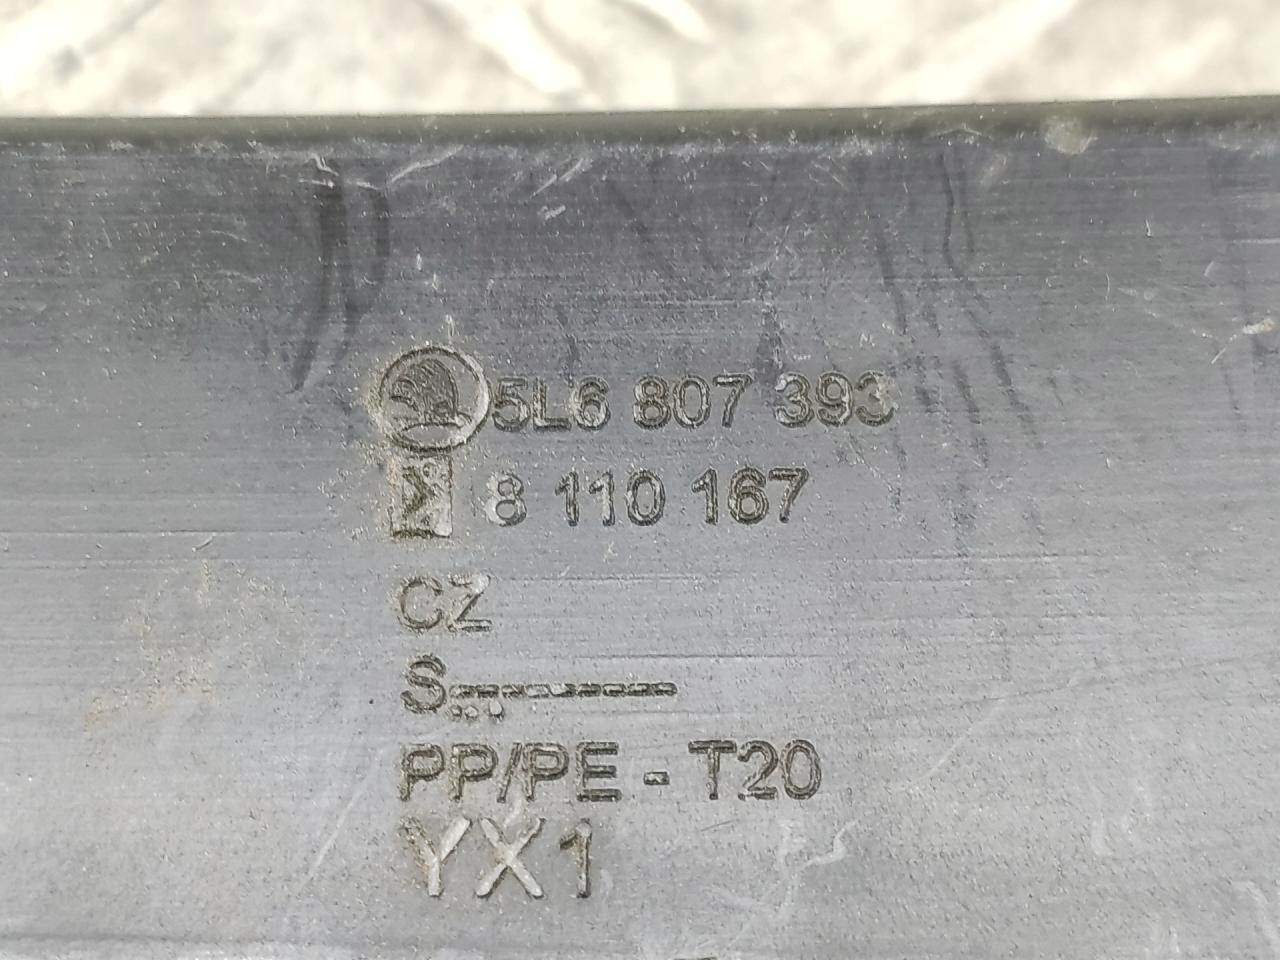 5L6 807 393
8 110 167
CZ
S
PP/PE - T20
YX1